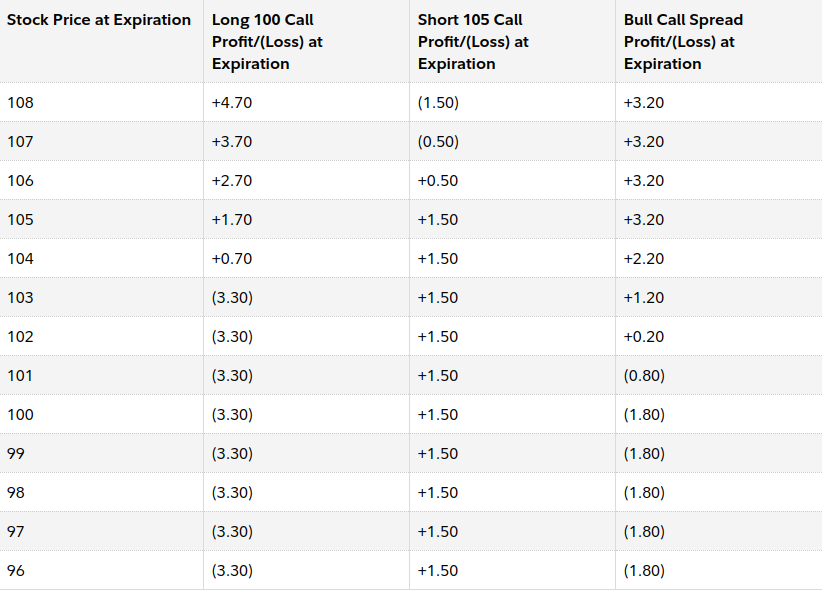 Stock Price at Expiration | Long 100 Call Profit/(Loss) at Expiration | Short 105 Call Profit/(Loss) at Expiration | Bull Call Spread Profit/(Loss) at Expiration
108 | +4.70 | (1.50) | +3.20
107 | +3.70 | (0.50) | +3.20
106 | +2.70 | +0.50 | +3.20
105 | +1.70 | +1.50 | +3.20
104 | +0.70 | +1.50 | +2.20
103 | (3.30) | +1.50 | +1.20
102 | (3.30) | +1.50 | +0.20
101 | (3.30) | +1.50 | (0.80)
100 | (3.30) | +1.50 | (1.80)
99 | (3.30) | +1.50 | (1.80)
98 | (3.30) | +1.50 | (1.80)
97 | (3.30) | +1.50 | (1.80)
96 | (3.30) | +1.50 | (1.80)